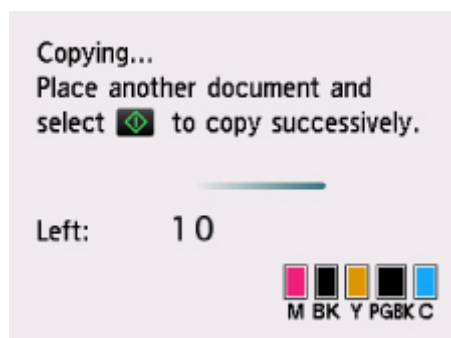 Copying...
Place another document and
select to copy successively.
Left: 10
M BK Y PGBK C